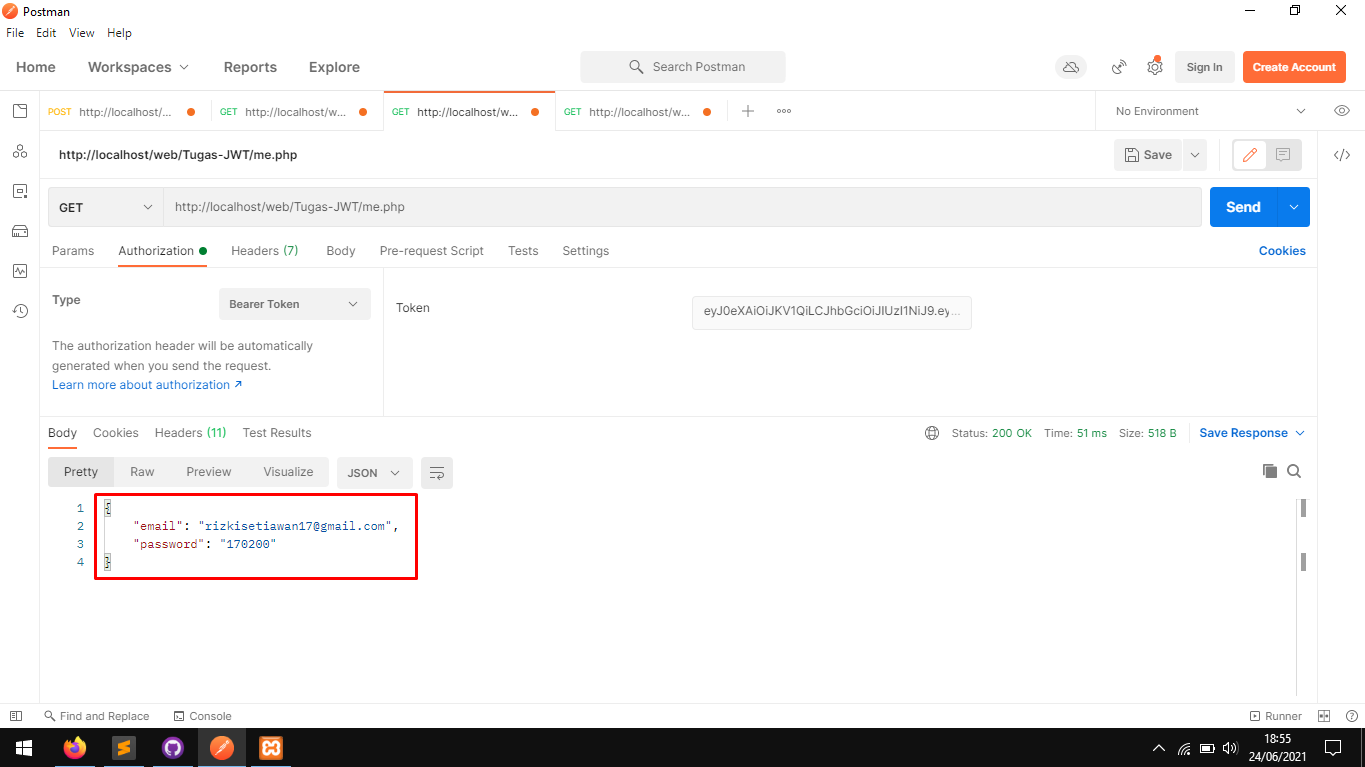 Postman
File Edit View Help
Home Workspaces Reports Explore Search Postman Sign In Create Account
POST http://localhost/... GET http://localhost/w... GET http://localhost/w... GET http://localhost/w... No Environment
http://localhost/web/Tugas-JWT/me.php Save
GET http://localhost/web/Tugas-JWT/me.php Send
Params Authorization Headers (7) Body Pre-request Script Tests Settings Cookies
Type Bearer Token Token eyJ0eXAiOiJKV1QiLCJhbGciOiJIUzI1NiJ9.ey...
The authorization header will be automatically
generated when you send the request.
Learn more about authorization ↗
Body Cookies Headers (11) Test Results Status: 200 OK Time: 51 ms Size: 518 B Save Response
Pretty Raw Preview Visualize JSON
1 {
2 "email": "rizkisetiawan17@gmail.com",
3 "password": "170200"
4 }
Find and Replace Console Runner
18:55
24/06/2021